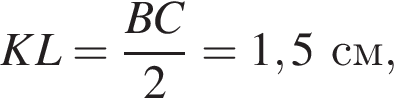 KL = BC/2 = 1,5 см,